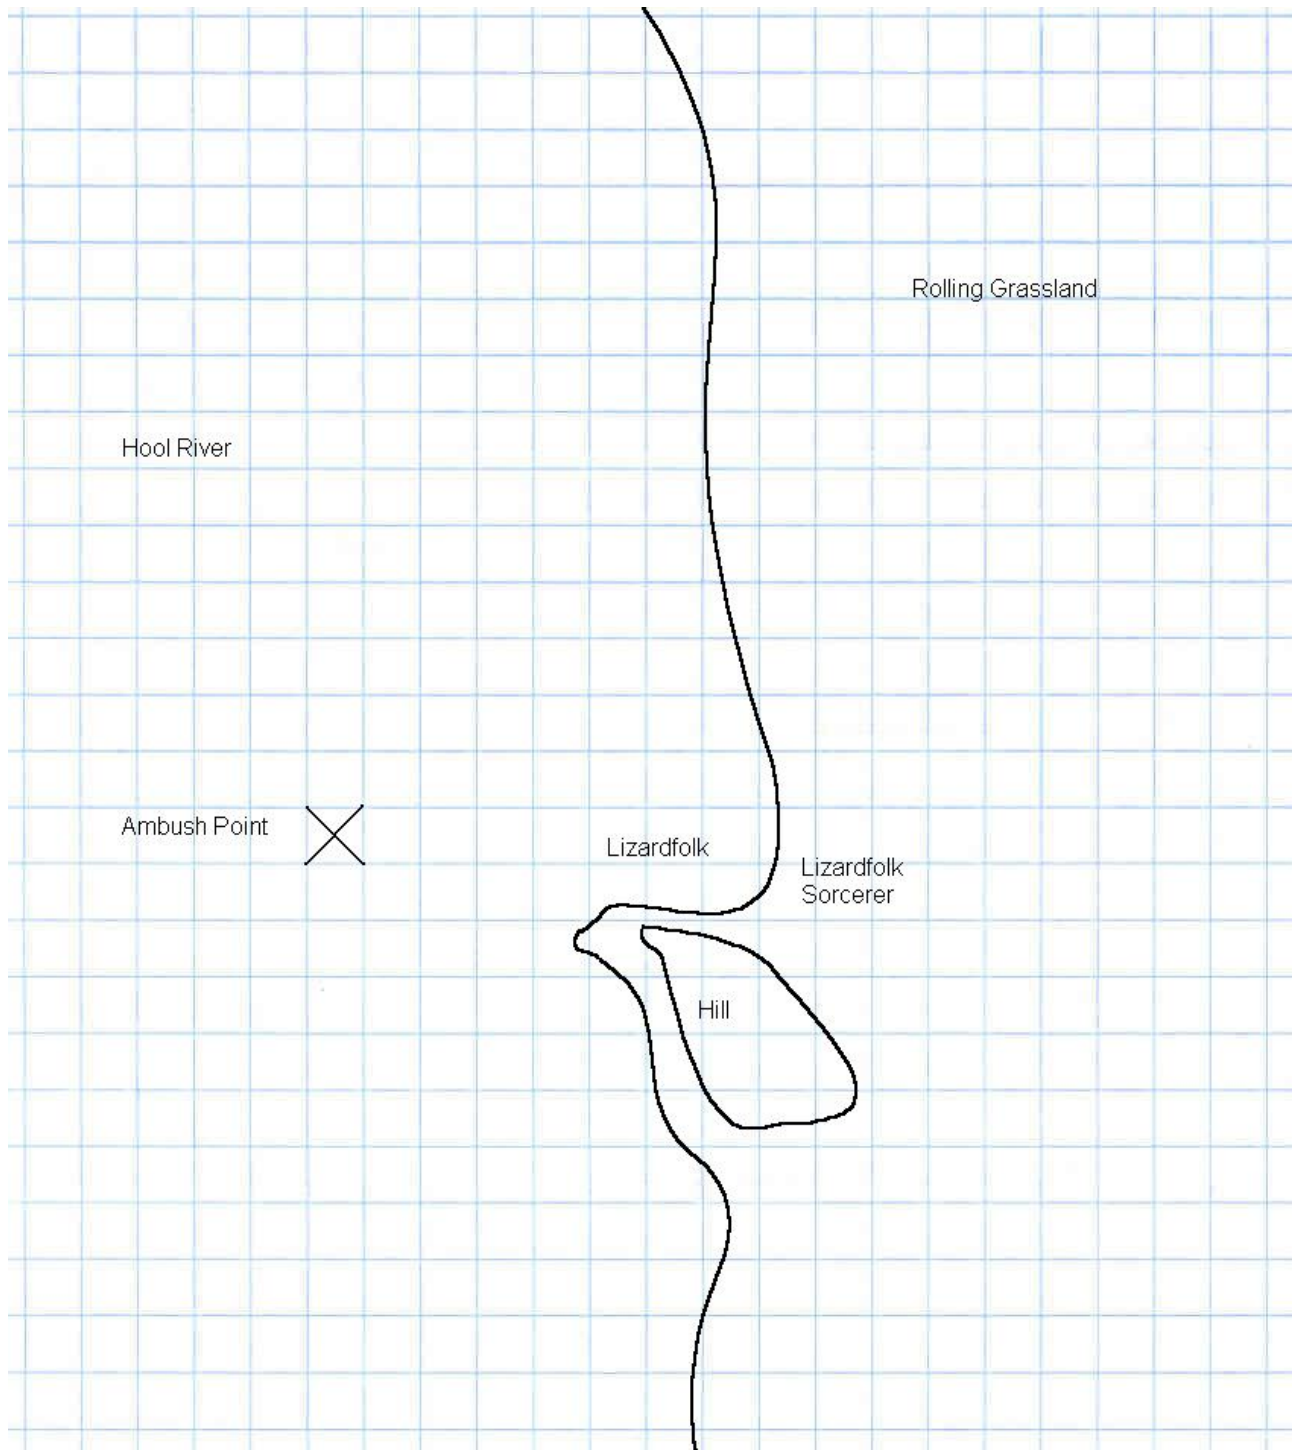 Rolling Grassland
Hool River
Ambush Point
Lizardfolk
Lizardfolk
Sorcerer
Hill